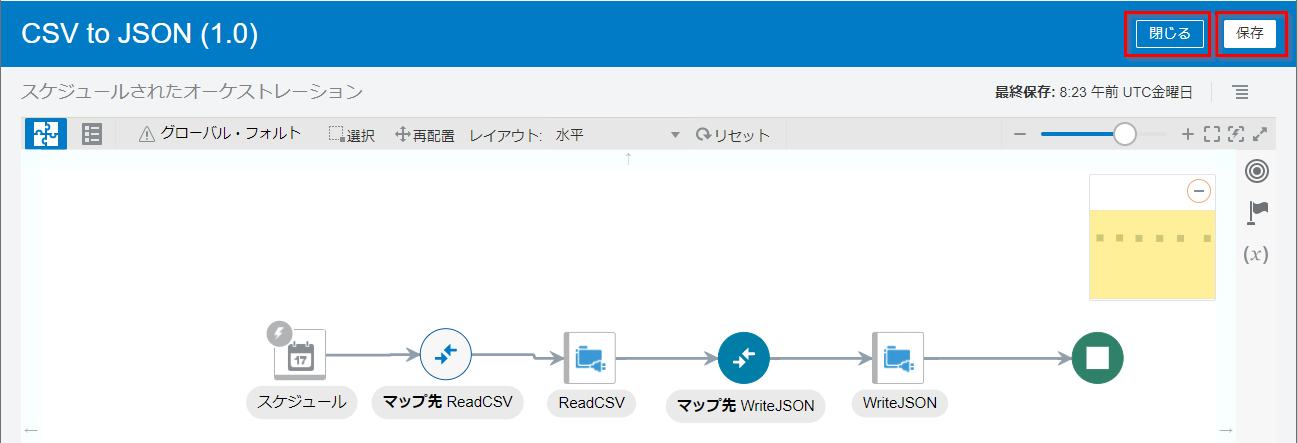 CSV to JSON (1.0)
閉じる
保存
スケジュールされたオーケストレーション
最終保存: 8:23 午前 UTC金曜日
グローバル・フォルト
選択
再配置
レイアウト: 水平
リセット
(x)
17
スケジュール
マップ先 ReadCSV
ReadCSV
マップ先 WriteJSON
WriteJSON